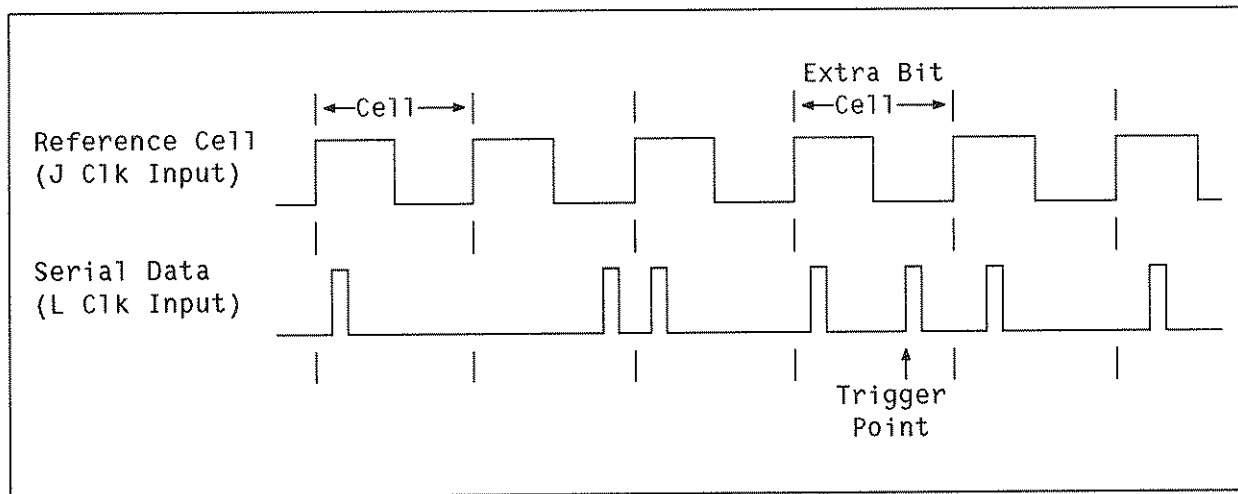 Extra Bit
Cell
Cell
Reference Cell
(J Clk Input)
Serial Data
(L Clk Input)
Trigger
Point